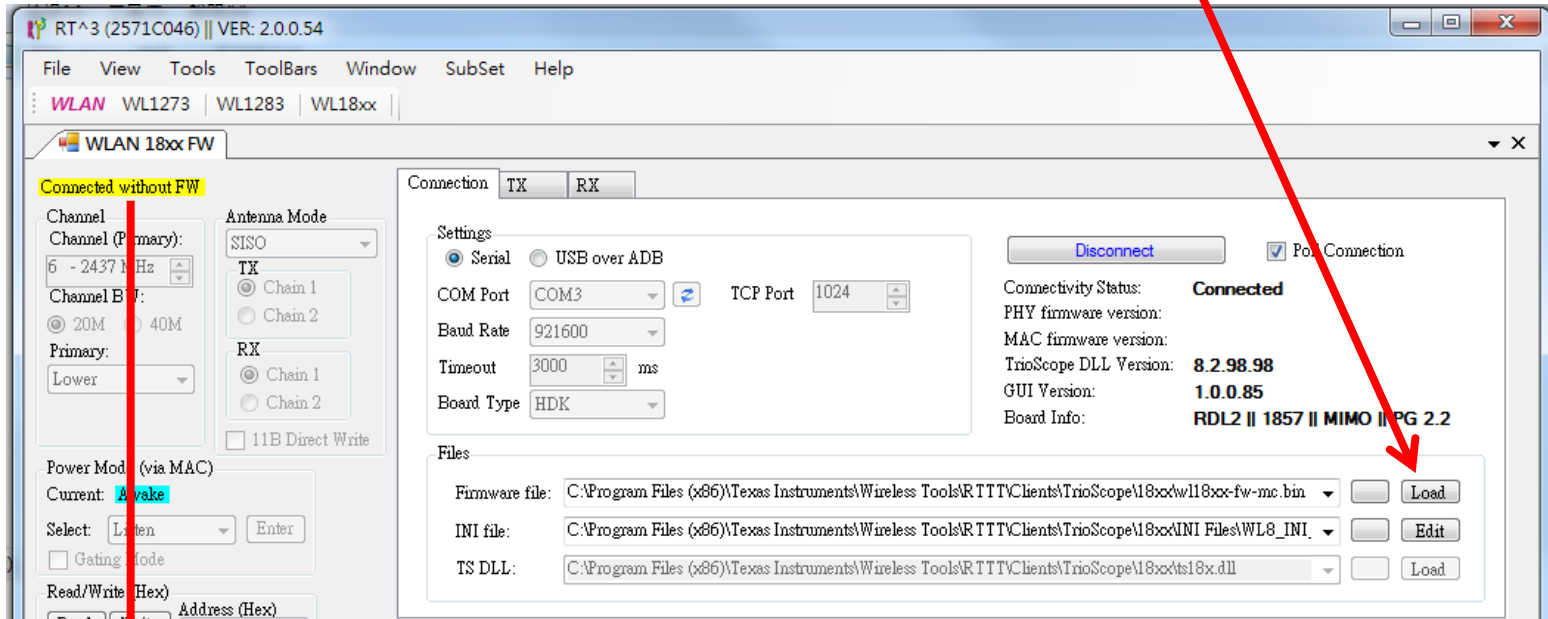 RT^3 (2571C046) || VER: 2.0.0.54
File View Tools ToolBars Window SubSet Help
WLAN WL1273 | WL1283 | WL18xx |
WLAN 18xx FW
Connected without FW
Connection TX RX
Channel
Channel (Primary):
6 - 2437 MHz
Channel BW:
20M 40M
Primary:
Lower
Antenna Mode
SISO
TX
Chain 1
Chain 2
RX
Chain 1
Chain 2
11B Direct Write
Power Mode (via MAC)
Current: Awake
Select: Listen Enter
Gating Mode
Read/Write (Hex)
Address (Hex)
Settings
Serial USB over ADB
COM Port COM3 TCP Port 1024
Baud Rate 921600
Timeout 3000 ms
Board Type HDK
Disconnect Poll Connection
Connectivity Status: Connected
PHY firmware version:
MAC firmware version:
TrioScope DLL Version: 8.2.98.98
GUI Version: 1.0.0.85
Board Info: RDL2 || 1857 || MIMO || PG 2.2
Files
Firmware file: C:\Program Files (x86)\Texas Instruments\Wireless Tools\RTTT\Clients\TrioScope\18xx\wl18xx-fw-mc.bin Load
INI file: C:\Program Files (x86)\Texas Instruments\Wireless Tools\RTTT\Clients\TrioScope\18xx\INI Files\WL8_INI_ Edit
TS DLL: C:\Program Files (x86)\Texas Instruments\Wireless Tools\RTTT\Clients\TrioScope\18xx\ts18x.dll Load